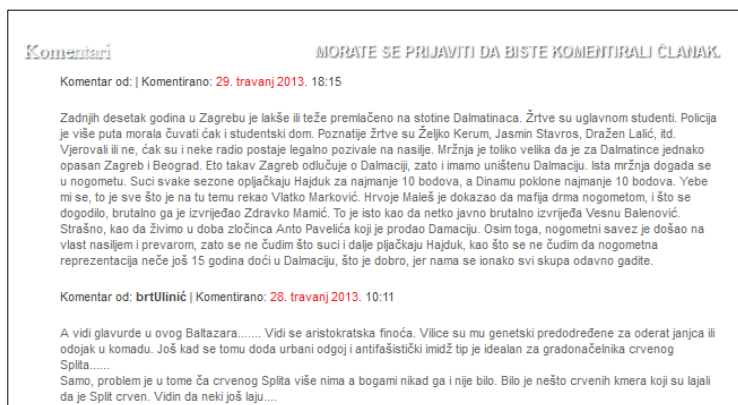 Komentari
MORATE SE PRIJAVITI DA BISTE KOMENTIRALI ČLANAK.
Komentar od: | Komentirano: 29. travanj 2013. 18:15
Zadnjih desetak godina u Zagrebu je lakše ili teže premlaćeno na stotine Dalmatinaca. Žrtve su uglavnom studenti. Policija
je više puta morala čuvati ćak i studentski dom. Poznatije žrtve su Željko Kerum, Jasmin Stavros, Dražen Lalić, itd.
Vjerovali ili ne, ćak su i neke radio postaje legalno pozivale na nasilje. Mržnja je toliko velika da je za Dalmatince jednako
opasan Zagreb i Beograd. Eto takav Zagreb odlučuje o Dalmaciji, zato i imamo uništenu Dalmaciju. Ista mržnja dogada se
u nogometu. Suci svake sezone opljačkaju Hajduk za najmanje 10 bodova, a Dinamu poklone najmanje 10 bodova. Yebe
mi se, to je sve što je na tu temu rekao Vlatko Marković. Hrvoje Maleš je dokazao da mafija drma nogometom, i što se
dogodilo, brutalno ga je izvrijeđao Zdravko Mamić. To je isto kao da netko javno brutalno izvrijeđa Vesnu Balenović.
Strašno, kao da živimo u doba zločinca Anto Pavelića koji je prodao Damaciju. Osim toga, nogometni savez je došao na
vlast nasiljem i prevarom, zato se ne čudim što suci i dalje pljačkaju Hajduk, kao što se ne čudim da nogometna
reprezentacija neče još 15 godina doći u Dalmaciju, što je dobro, jer nama se ionako svi skupa odavno gadite.
Komentar od: brtUlinić | Komentirano: 28. travanj 2013. 10:11
A vidi glavurde u ovog Baltazara....... Vidi se aristokratska finoća. Vilice su mu genetski predodređene za oderat janjca ili
odojak u komadu. Još kad se tomu doda urbani odgoj i antifašistički imidž tip je idealan za gradonačelnika crvenog
Splita......
Samo, problem je u tome ča crvenog Splita više nima a bogami nikad ga i nije bilo. Bilo je nešto crvenih kmera koji su lajali
da je Split crven. Vidin da neki još laju....